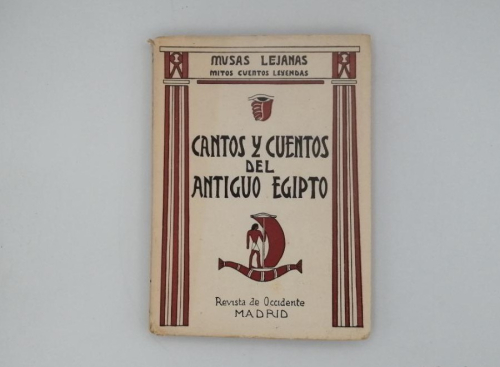 MUSAS LEJANAS
MITOS CUENTOS LEYENDAS
CANTOS Y CUENTOS
DEL
ANTIGUO EGIPTO
Revista de Occidente
MADRID